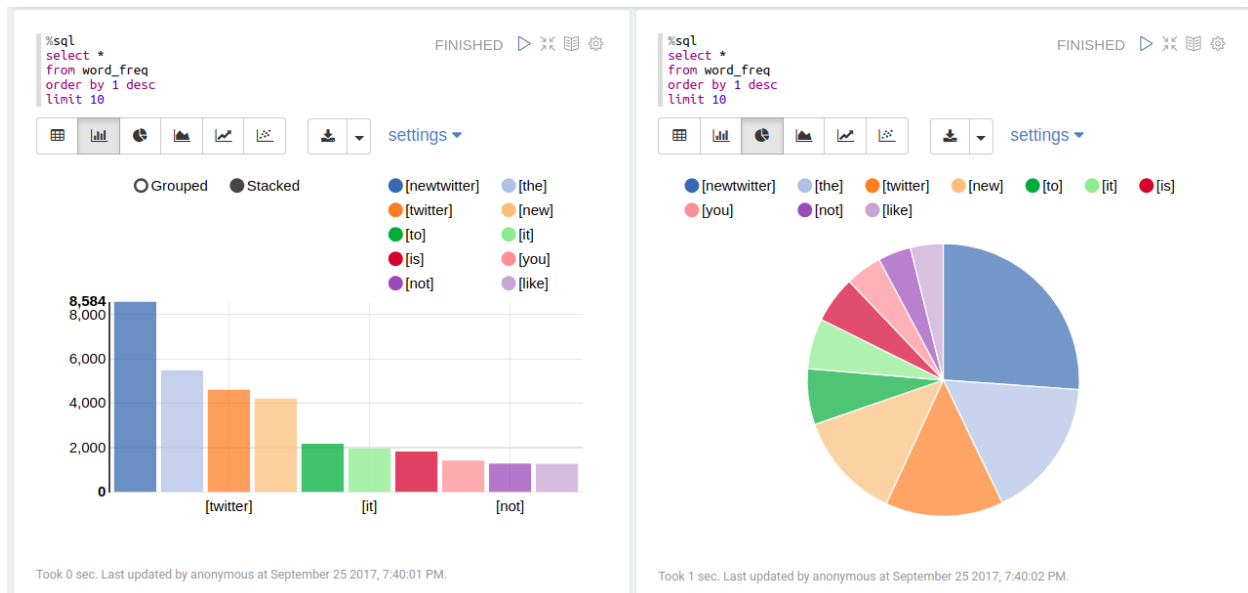 %sql
select *
from word_freq
order by 1 desc
limit 10
FINISHED
settings
Grouped Stacked
[newtwitter] [the]
[twitter] [new]
[to] [it]
[is] [you]
[not] [like]
8,584
8,000
6,000
4,000
2,000
0
[twitter] [it] [not]
Took 0 sec. Last updated by anonymous at September 25 2017, 7:40:01 PM.
%sql
select *
from word_freq
order by 1 desc
limit 10
FINISHED
settings
[newtwitter] [the] [twitter] [new] [to] [it] [is]
[you] [not] [like]
Took 1 sec. Last updated by anonymous at September 25 2017, 7:40:02 PM.